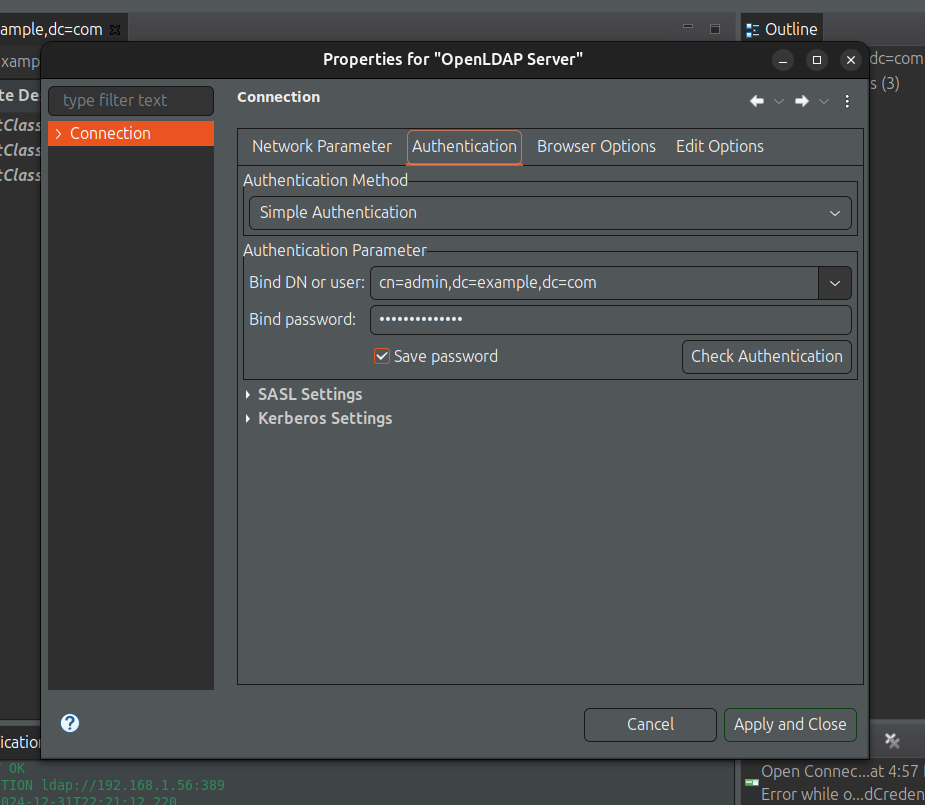 ample,dc=com
Outline
Properties for "OpenLDAP Server"
examp
dc=com
te De
type filter text
Connection
s (3)
tClass
Connection
Network Parameter Authentication Browser Options Edit Options
tClass
tClass
Authentication Method
Simple Authentication
Authentication Parameter
Bind DN or user: cn=admin,dc=example,dc=com
Bind password: ••••••••••••••
Save password
Check Authentication
SASL Settings
Kerberos Settings
?
Cancel
Apply and Close
ficatio
OK
TION ldap://192.168.1.56:389
024-12-31T22:21:12.220
Open Connec...at 4:57
Error while o...dCreden